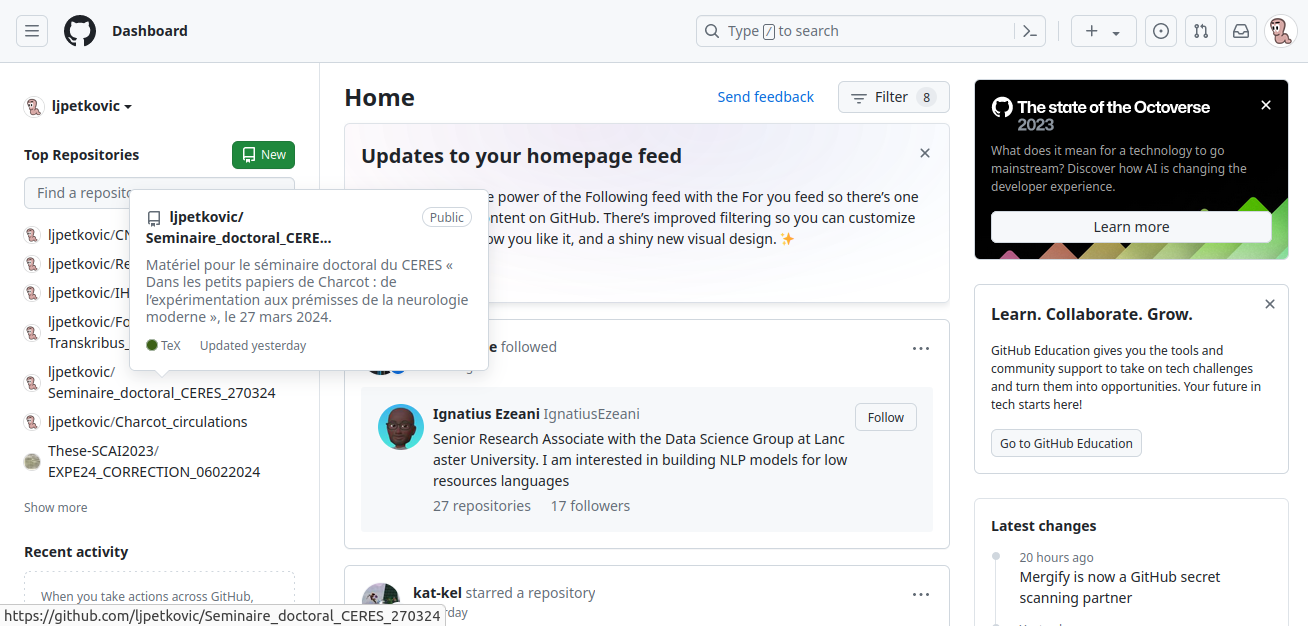 Dashboard
Type / to search
ljpetkovic
Top Repositories
New
Find a reposito
ljpetkovic/CN
ljpetkovic/Re
ljpetkovic/IH
ljpetkovic/Fo
Transkribus_
ljpetkovic/
Seminaire_doctoral_CERES_270324
ljpetkovic/Charcot_circulations
These-SCAI2023/
EXPE24_CORRECTION_06022024
Show more
Recent activity
When you take actions across GitHub,
https://github.com/ljpetkovic/Seminaire_doctoral_CERES_270324
ljpetkovic/
Seminaire_doctoral_CERE...
Public
Matériel pour le séminaire doctoral du CERES «
Dans les petits papiers de Charcot : de
l’expérimentation aux prémisses de la neurologie
moderne », le 27 mars 2024.
TeX Updated yesterday
Home
Send feedback
Filter 8
Updates to your homepage feed
e power of the Following feed with the For you feed so there’s one
ntent on GitHub. There’s improved filtering so you can customize
ow you like it, and a shiny new visual design. ✨
e followed
Ignatius Ezeani IgnatiusEzeani
Follow
Senior Research Associate with the Data Science Group at Lanc
aster University. I am interested in building NLP models for low
resources languages
27 repositories 17 followers
kat-kel starred a repository
rday
The state of the Octoverse
2023
What does it mean for a technology to go
mainstream? Discover how AI is changing the
developer experience.
Learn more
Learn. Collaborate. Grow.
GitHub Education gives you the tools and
community support to take on tech challenges
and turn them into opportunities. Your future in
tech starts here!
Go to GitHub Education
Latest changes
20 hours ago
Mergify is now a GitHub secret
scanning partner